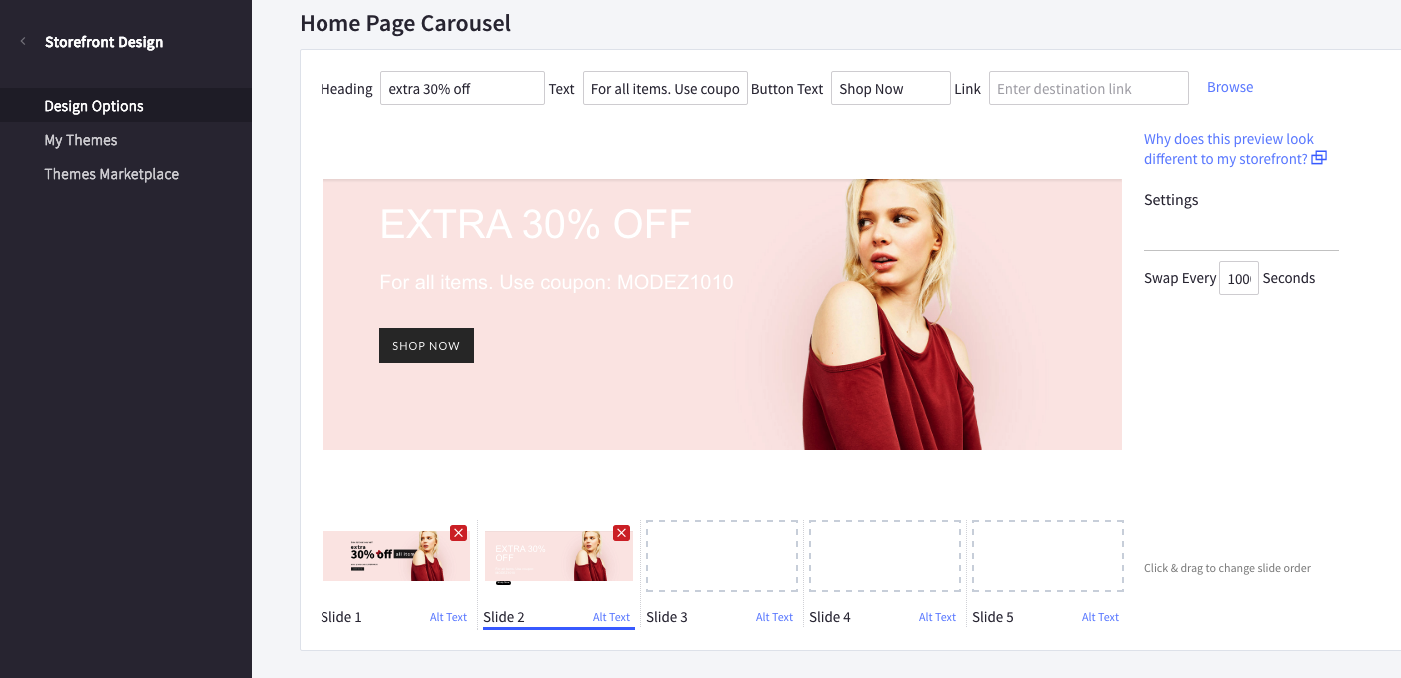 Home Page Carousel
Storefront Design
Design Options
My Themes
Themes Marketplace
Heading extra 30% off Text For all items. Use coupo Button Text Shop Now Link Enter destination link Browse
Why does this preview look
different to my storefront?
Settings
Swap Every 100 Seconds
EXTRA 30% OFF
For all items. Use coupon: MODEZ1010
SHOP NOW
extra
30% off all item
EXTRA 30%
OFF
Click & drag to change slide order
Slide 1 Alt Text
Slide 2 Alt Text
Slide 3 Alt Text
Slide 4 Alt Text
Slide 5 Alt Text